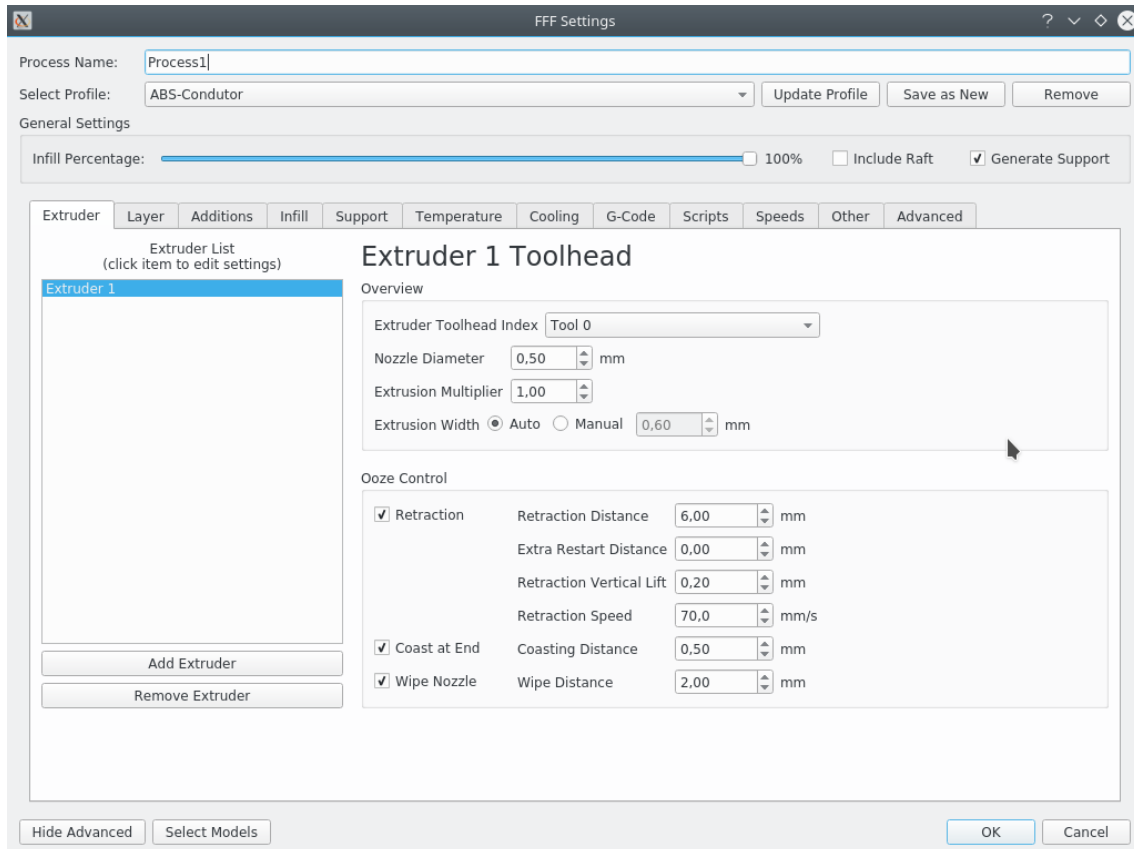 FFF Settings
Process Name: Process1
Select Profile: ABS-Condutor Update Profile Save as New Remove
General Settings
Infill Percentage: 100% Include Raft Generate Support
Extruder Layer Additions Infill Support Temperature Cooling G-Code Scripts Speeds Other Advanced
Extruder List
(click item to edit settings)
Extruder 1
Add Extruder
Remove Extruder
Extruder 1 Toolhead
Overview
Extruder Toolhead Index Tool 0
Nozzle Diameter 0,50 mm
Extrusion Multiplier 1,00
Extrusion Width Auto Manual 0,60 mm
Ooze Control
Retraction Retraction Distance 6,00 mm
Extra Restart Distance 0,00 mm
Retraction Vertical Lift 0,20 mm
Retraction Speed 70,0 mm/s
Coast at End Coasting Distance 0,50 mm
Wipe Nozzle Wipe Distance 2,00 mm
Hide Advanced Select Models OK Cancel